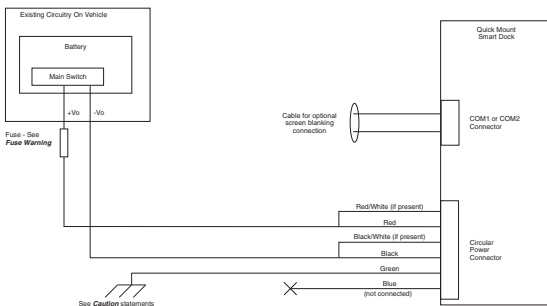 Existing Circuitry On Vehicle
Battery
Main Switch
+Vo
-Vo
Fuse - See
Fuse Warning
Cable for optional
screen blanking
connection
Quick Mount
Smart Dock
COM1 or COM2
Connector
Red/White (if present)
Red
Black/White (if present)
Black
Green
Blue
(not connected)
Circular
Power
Connector
See Caution statements